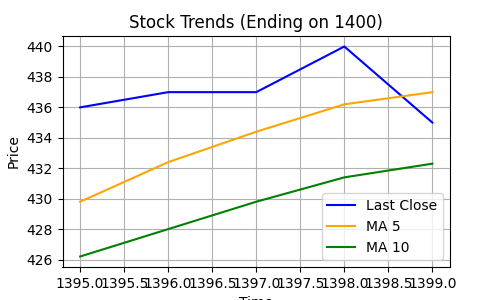 Stock Trends (Ending on 1400)
440
438
436
434
432
430
428
426
Price
Last Close
MA 5
MA 10
1395.0 1395.5 1396.0 1396.5 1397.0 1397.5 1398.0 1398.5 1399.0
Time